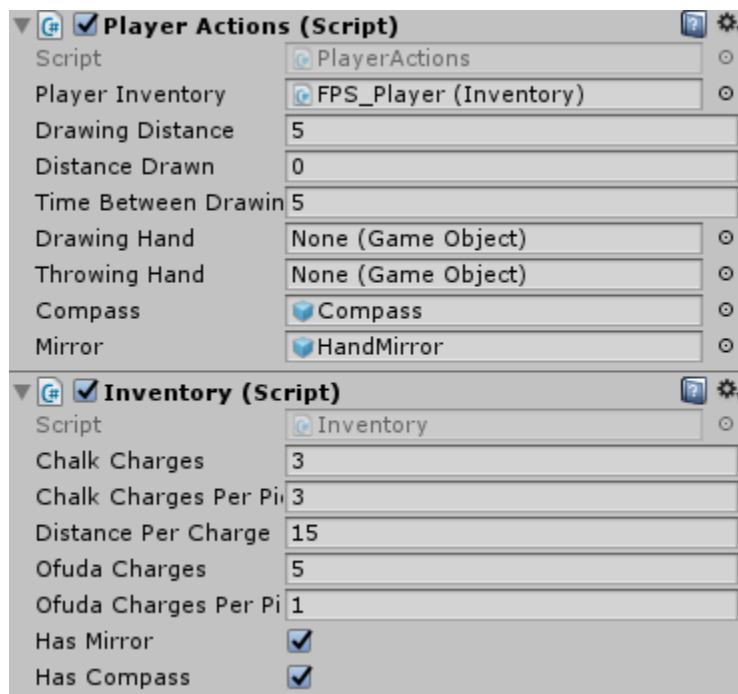 Player Actions (Script)
Script PlayerActions
Player Inventory FPS_Player (Inventory)
Drawing Distance 5
Distance Drawn 0
Time Between Drawin 5
Drawing Hand None (Game Object)
Throwing Hand None (Game Object)
Compass Compass
Mirror HandMirror
Inventory (Script)
Script Inventory
Chalk Charges 3
Chalk Charges Per Pi 3
Distance Per Charge 15
Ofuda Charges 5
Ofuda Charges Per Pi 1
Has Mirror
Has Compass